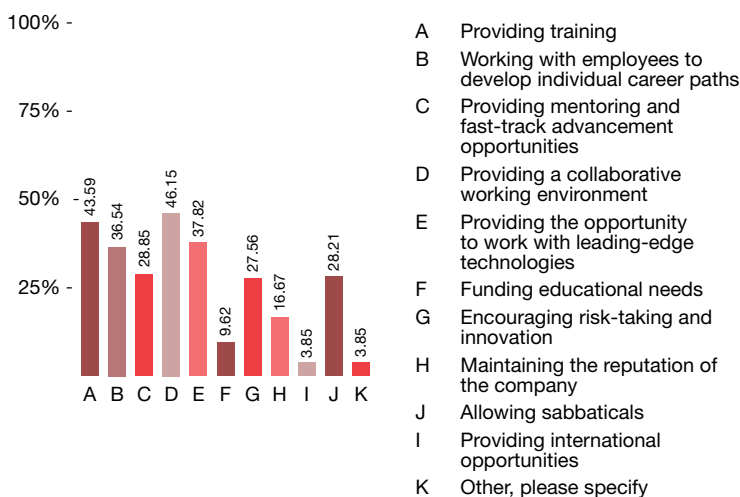 100% -
75% -
50% -
25% -
43.59
36.54
28.85
46.15
37.82
9.62
27.56
16.67
3.85
28.21
3.85
A B C D E F G H I J K
A Providing training
B Working with employees to
develop individual career paths
C Providing mentoring and
fast-track advancement
opportunities
D Providing a collaborative
working environment
E Providing the opportunity
to work with leading-edge
technologies
F Funding educational needs
G Encouraging risk-taking and
innovation
H Maintaining the reputation of
the company
J Allowing sabbaticals
I Providing international
opportunities
K Other, please specify